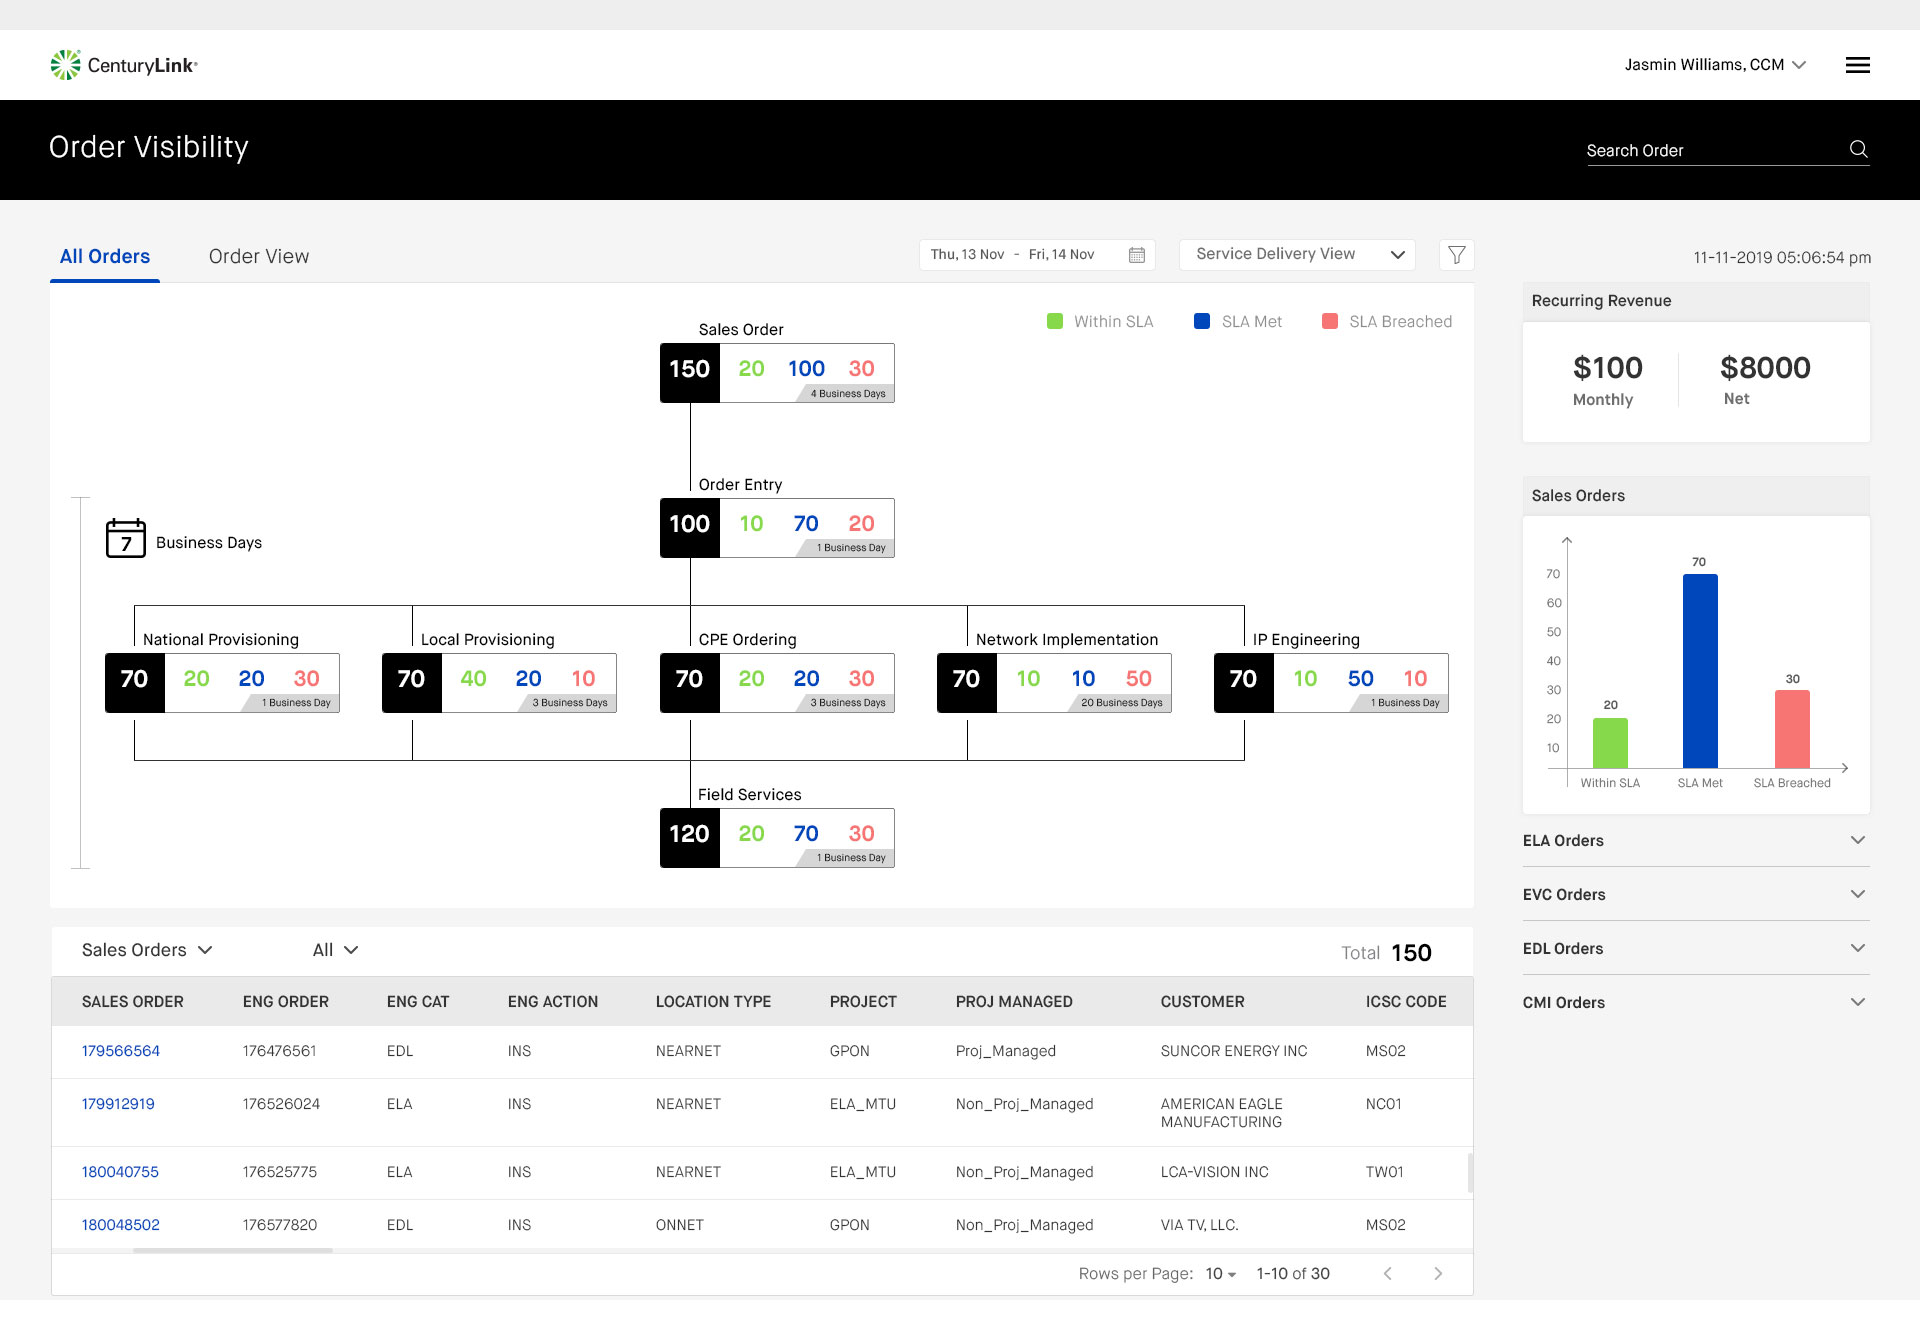 CenturyLink®
Jasmin Williams, CCM
Order Visibility
Search Order
All Orders
Order View
Thu, 13 Nov - Fri, 14 Nov
Service Delivery View
11-11-2019 05:06:54 pm
Within SLA
SLA Met
SLA Breached
Sales Order
150 20 100 30
4 Business Days
Order Entry
100 10 70 20
1 Business Day
7 Business Days
National Provisioning
70 20 20 30
1 Business Day
Local Provisioning
70 40 20 10
3 Business Days
CPE Ordering
70 20 20 30
3 Business Days
Network Implementation
70 10 10 50
20 Business Days
IP Engineering
70 10 50 10
1 Business Day
Field Services
120 20 70 30
1 Business Day
Recurring Revenue
$100 $8000
Monthly Net
Sales Orders
70
60
50
40
30
20
10
20
70
30
Within SLA SLA Met SLA Breached
ELA Orders
EVC Orders
EDL Orders
CMI Orders
Sales Orders All Total 150
SALES ORDER ENG ORDER ENG CAT ENG ACTION LOCATION TYPE PROJECT PROJ MANAGED CUSTOMER ICSC CODE
179566564 176476561 EDL INS NEARNET GPON Proj_Managed SUNCOR ENERGY INC MS02
179912919 176526024 ELA INS NEARNET ELA_MTU Non_Proj_Managed AMERICAN EAGLE NC01
MANUFACTURING
180040755 176525775 ELA INS NEARNET ELA_MTU Non_Proj_Managed LCA-VISION INC TW01
180048502 176577820 EDL INS ONNET GPON Non_Proj_Managed VIA TV, LLC. MS02
Rows per Page: 10 1-10 of 30